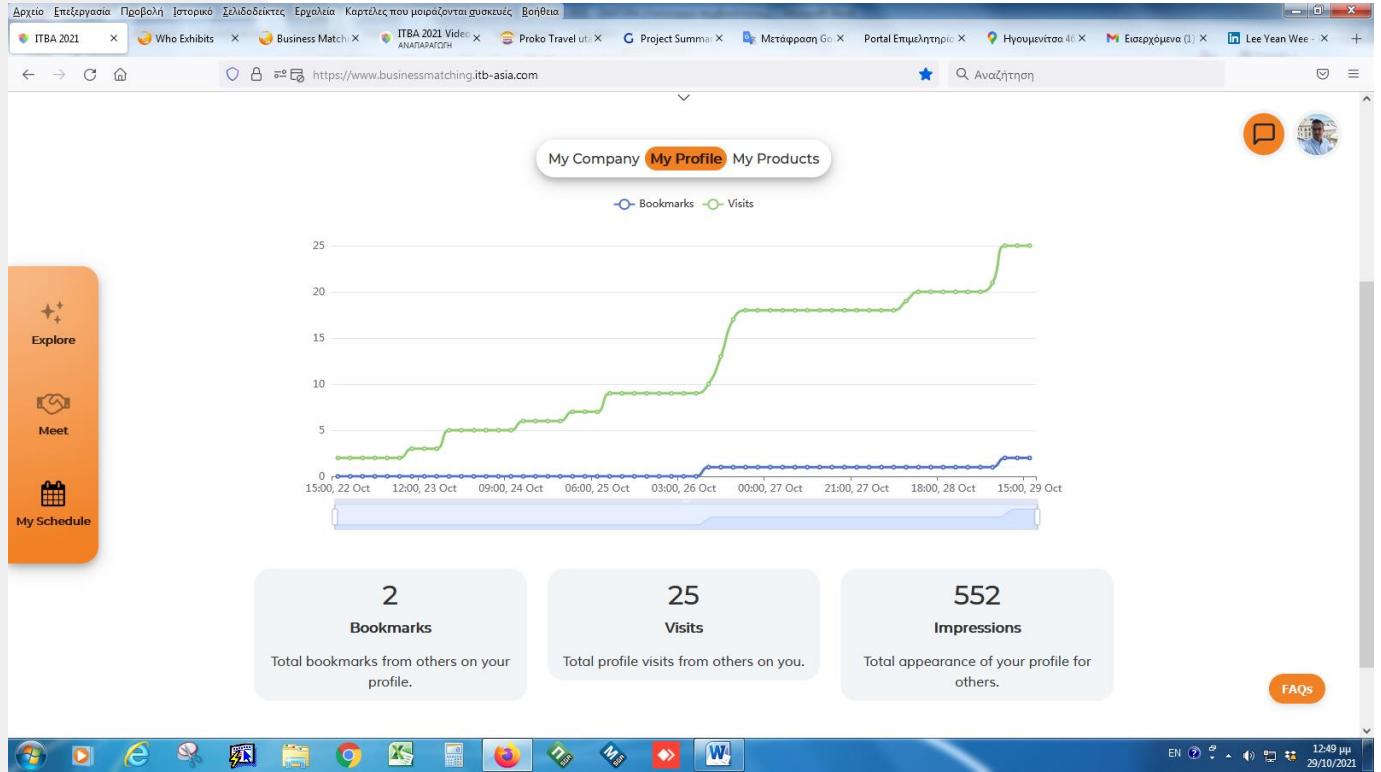 Αρχείο Επεξεργασία Προβολή Ιστορικό Σελιδοδείκτες Εργαλεία Καρτέλες που μοιράζονται συσκευές Βοήθεια
ITBA 2021 Who Exhibits Business Matchi ITBA 2021 Video Proko Travel uta Project Summar Μετάφραση Go Portal Επιμελητηρίο Ηγουμενίτσα 46 Εισερχόμενα (1) Lee Yean Wee -
ΑΝΑΠΑΡΑΓΩΓΗ
https://www.businessmatching.itb-asia.com Αναζήτηση
My Company My Profile My Products
Bookmarks Visits
25
20
15
10
5
0
15:00, 22 Oct 12:00, 23 Oct 09:00, 24 Oct 06:00, 25 Oct 03:00, 26 Oct 00:00, 27 Oct 21:00, 27 Oct 18:00, 28 Oct 15:00, 29 Oct
Explore
Meet
My Schedule
2
Bookmarks
Total bookmarks from others on your
profile.
25
Visits
Total profile visits from others on you.
552
Impressions
Total appearance of your profile for
others.
FAQs
EN 12:49 μμ
29/10/2021